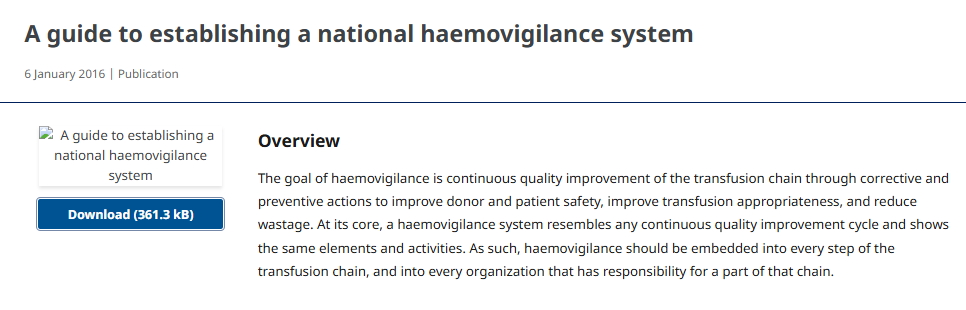 A guide to establishing a national haemovigilance system
6 January 2016 | Publication
A guide to establishing a
national haemovigilance
system
Download (361.3 kB)
Overview
The goal of haemovigilance is continuous quality improvement of the transfusion chain through corrective and
preventive actions to improve donor and patient safety, improve transfusion appropriateness, and reduce
wastage. At its core, a haemovigilance system resembles any continuous quality improvement cycle and shows
the same elements and activities. As such, haemovigilance should be embedded into every step of the
transfusion chain, and into every organization that has responsibility for a part of that chain.